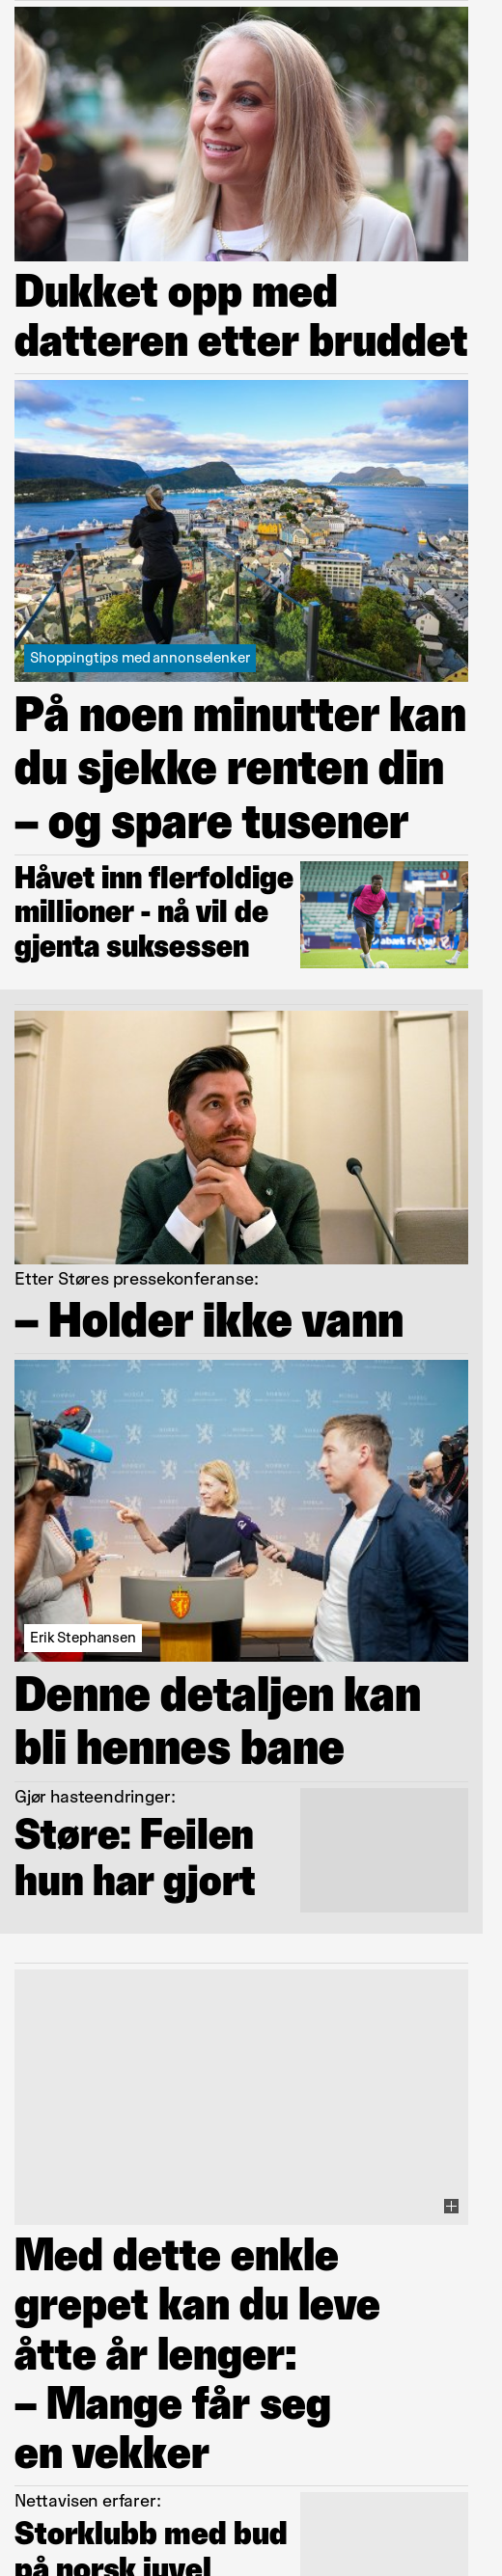 Dukket opp med
datteren etter bruddet
Shoppingtips med annonselenker
På noen minutter kan
du sjekke renten din
– og spare tusener
Håvet inn flerfoldige
millioner - nå vil de
gjenta suksessen
Etter Støres pressekonferanse:
– Holder ikke vann
Erik Stephansen
Denne detaljen kan
bli hennes bane
Gjør hasteendringer:
Støre: Feilen
hun har gjort
Med dette enkle
grepet kan du leve
åtte år lenger:
– Mange får seg
en vekker
Nettavisen erfarer:
Storklubb med bud
på norsk juvel